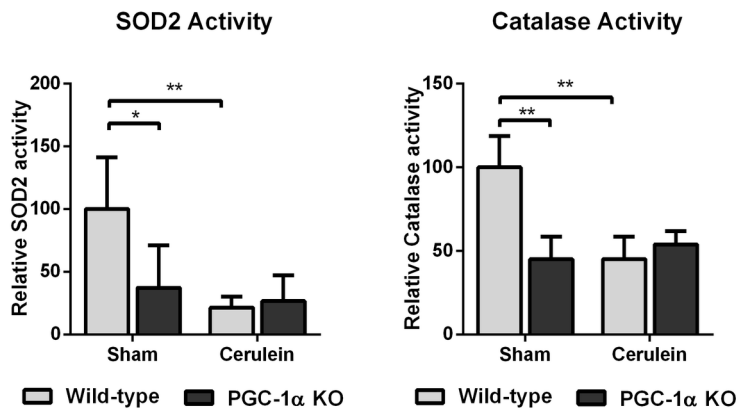 SOD2 Activity
Relative SOD2 activity
200
150
100
50
0
**
*
Sham
Cerulein
Wild-type
PGC-1α KO
Catalase Activity
Relative Catalase activity
150
100
50
0
**
**
Sham
Cerulein
Wild-type
PGC-1α KO